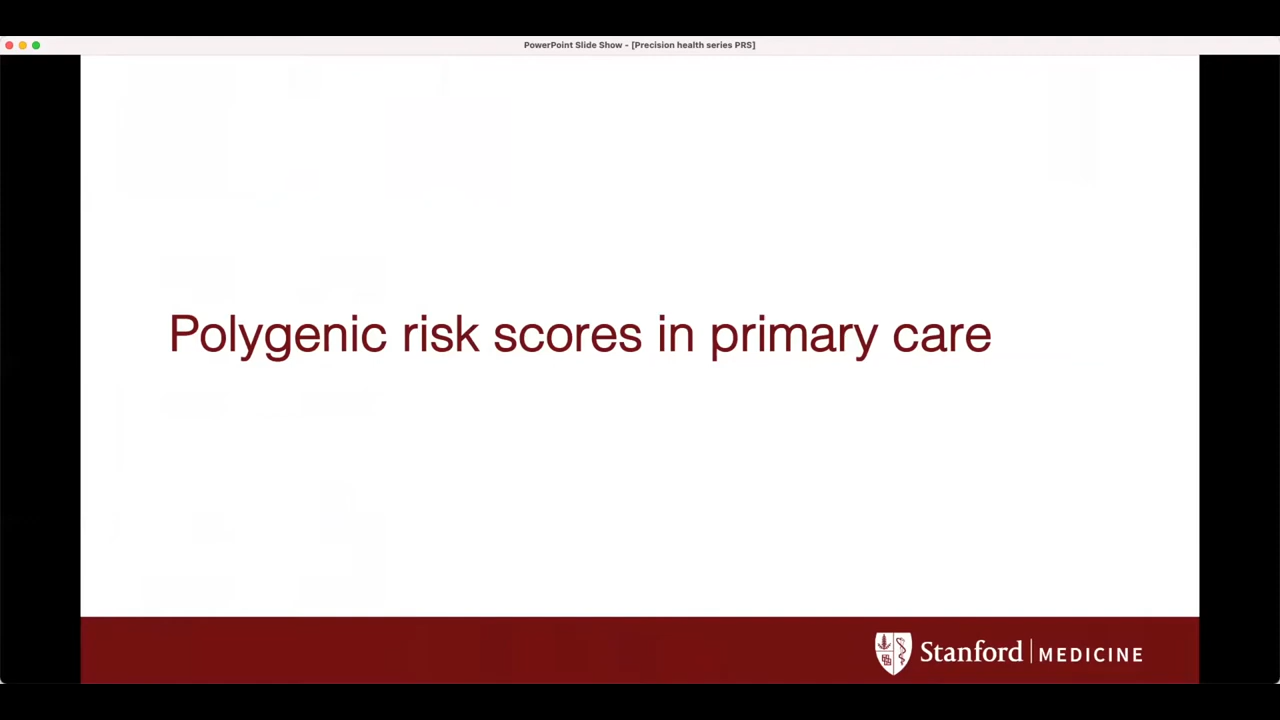 PowerPoint Slide Show - [Precision health series PRS]
Polygenic risk scores in primary care
Stanford MEDICINE